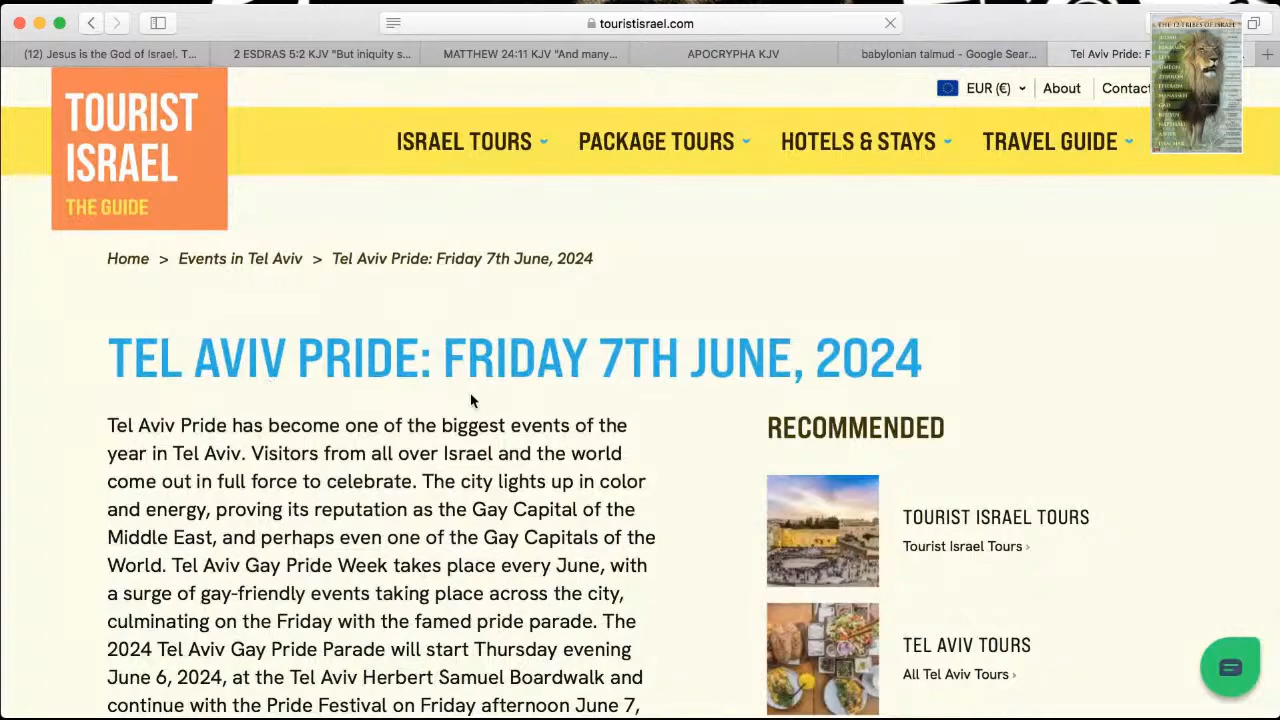 touristisrael.com
(12) Jesus is the God of Israel. T...
2 ESDRAS 5:2 KJV "But iniquity s...
MATTHEW 24:11 KJV "And many...
APOCRYPHA KJV
babylonian talmud - Google Sear...
Tel Aviv Pride: F
THE 12 TRIBES OF ISRAEL
TOURIST
ISRAEL
THE GUIDE
EUR (€)
About
Contact
ISRAEL TOURS
PACKAGE TOURS
HOTELS & STAYS
TRAVEL GUIDE
Home > Events in Tel Aviv > Tel Aviv Pride: Friday 7th June, 2024
TEL AVIV PRIDE: FRIDAY 7TH JUNE, 2024
Tel Aviv Pride has become one of the biggest events of the
year in Tel Aviv. Visitors from all over Israel and the world
come out in full force to celebrate. The city lights up in color
and energy, proving its reputation as the Gay Capital of the
Middle East, and perhaps even one of the Gay Capitals of the
World. Tel Aviv Gay Pride Week takes place every June, with
a surge of gay-friendly events taking place across the city,
culminating on the Friday with the famed pride parade. The
2024 Tel Aviv Gay Pride Parade will start Thursday evening
June 6, 2024, at the Tel Aviv Herbert Samuel Boardwalk and
continue with the Pride Festival on Friday afternoon June 7,
RECOMMENDED
TOURIST ISRAEL TOURS
Tourist Israel Tours ›
TEL AVIV TOURS
All Tel Aviv Tours ›